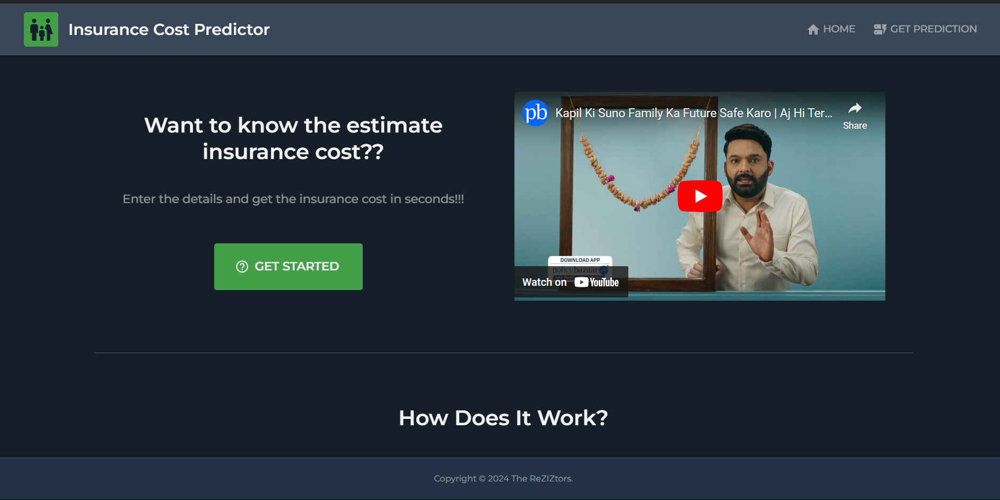 Insurance Cost Predictor
HOME
GET PREDICTION
Want to know the estimate
insurance cost??
Enter the details and get the insurance cost in seconds!!!
GET STARTED
pb
Kapil Ki Suno Family Ka Future Safe Karo | Aj Hi Ter...
Share
DOWNLOAD APP
policybazaar
Watch on YouTube
How Does It Work?
Copyright © 2024 The ReZIZtors.